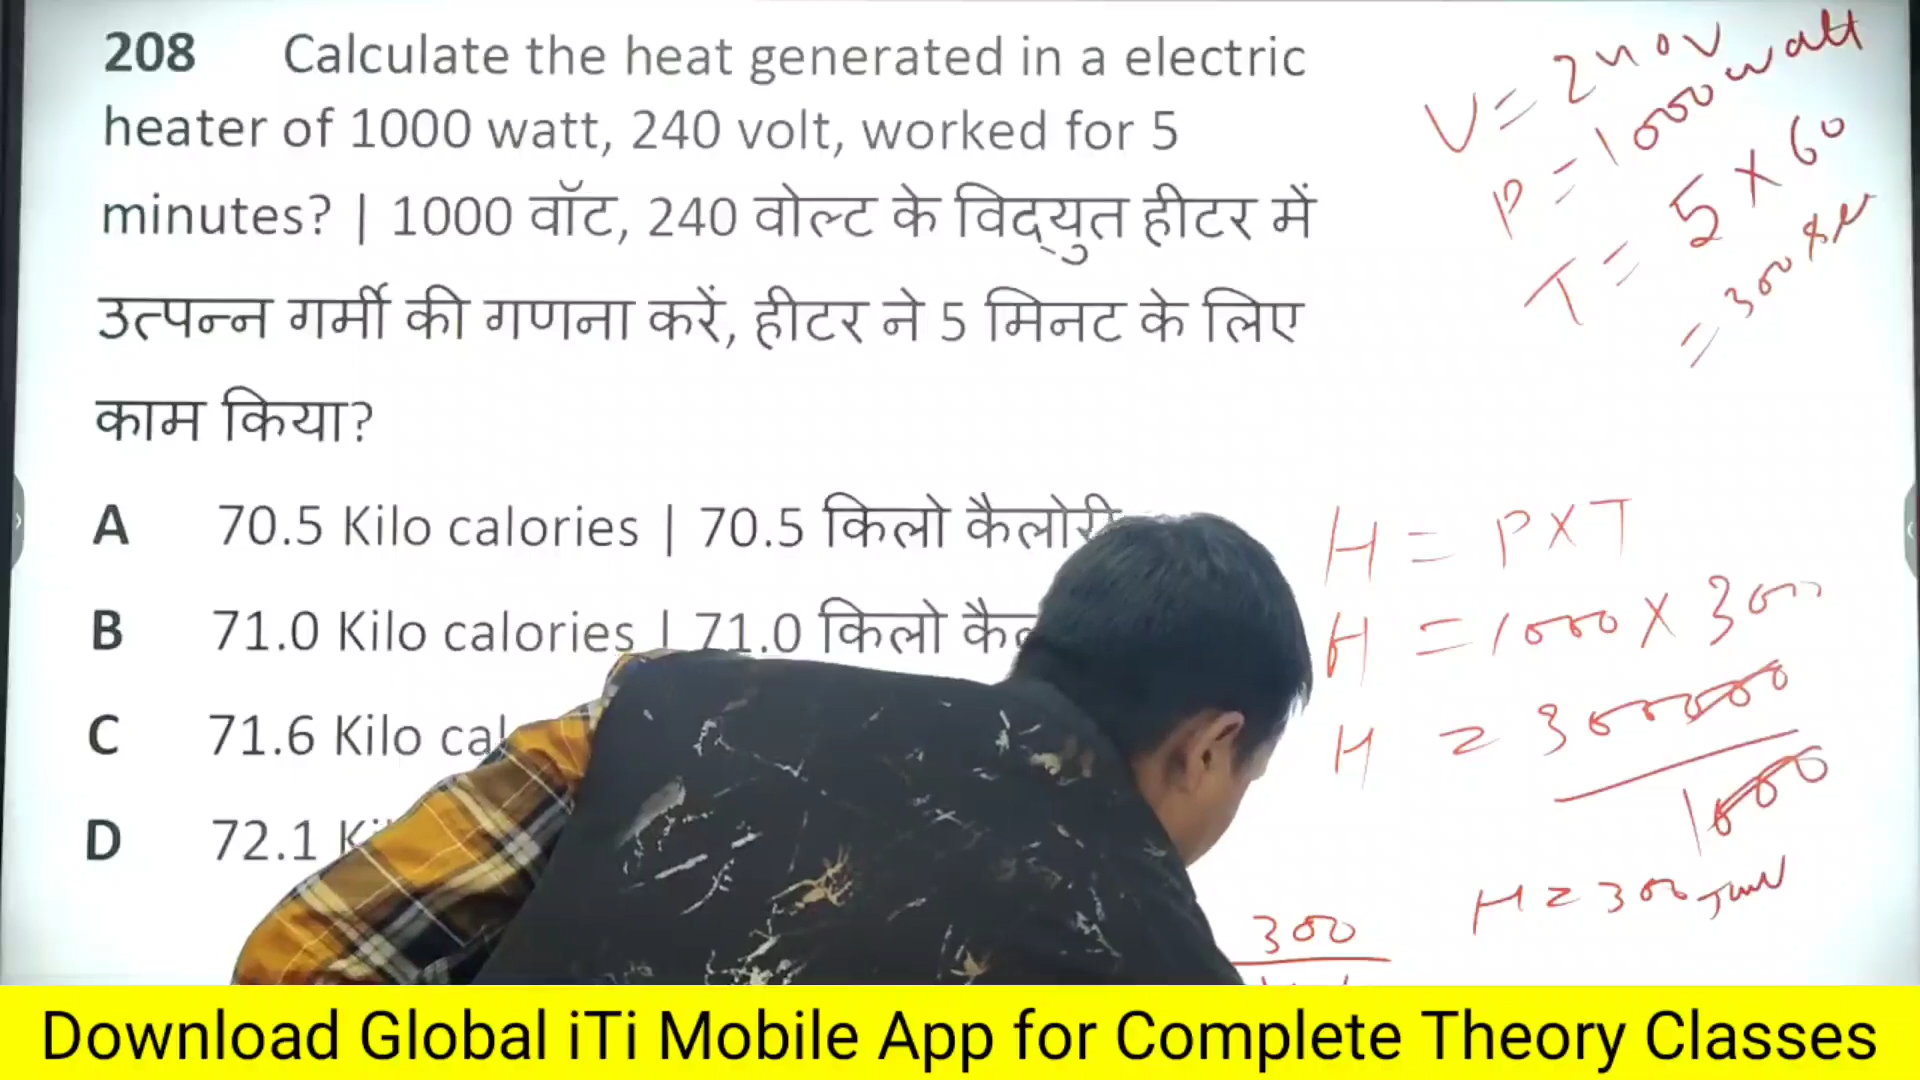 208 Calculate the heat generated in a electric
heater of 1000 watt, 240 volt, worked for 5
minutes? | 1000 वॉट, 240 वोल्ट के विद्युत हीटर में
उत्पन्न गर्मी की गणना करें, हीटर ने 5 मिनट के लिए
काम किया?
A 70.5 Kilo calories | 70.5 किलो कैलोरी
B 71.0 Kilo calories | 71.0 किलो
C 71.6 Kilo
D 72.1
V = 240V
P = 1000 watt
T = 5 × 60
= 300
H = P×T
H = 1000 × 300
H = 300000
1000
H = 300
300
Download Global iTi Mobile App for Complete Theory Classes